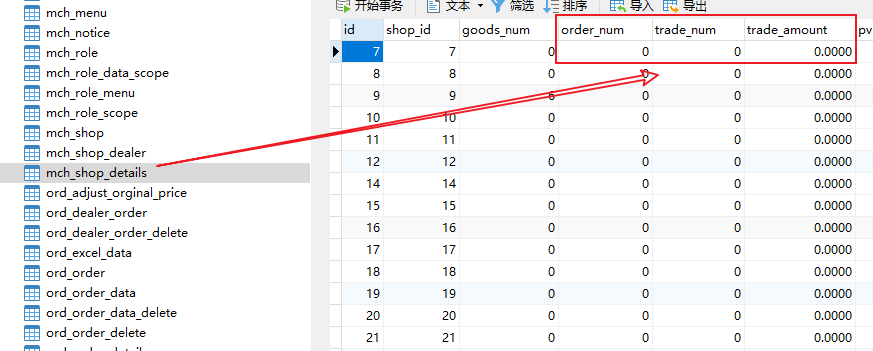 mch_menu
mch_notice
mch_role
mch_role_data_scope
mch_role_menu
mch_role_scope
mch_shop
mch_shop_dealer
mch_shop_details
ord_adjust_orginal_price
ord_dealer_order
ord_dealer_order_delete
ord_excel_data
ord_order
ord_order_data
ord_order_data_delete
ord_order_delete
开始事务 文本 筛选 排序 导入 导出
id shop_id goods_num order_num trade_num trade_amount pv
7 7 0 0 0 0.0000
8 8 0 0 0 0.0000
9 9 6 0 0 0.0000
10 10 0 0 0 0.0000
11 11 0 0 0 0.0000
12 12 0 0 0 0.0000
14 14 0 0 0 0.0000
15 15 0 0 0 0.0000
16 16 0 0 0 0.0000
17 17 0 0 0 0.0000
18 18 0 0 0 0.0000
19 19 0 0 0 0.0000
20 20 0 0 0 0.0000
21 21 0 0 0 0.0000